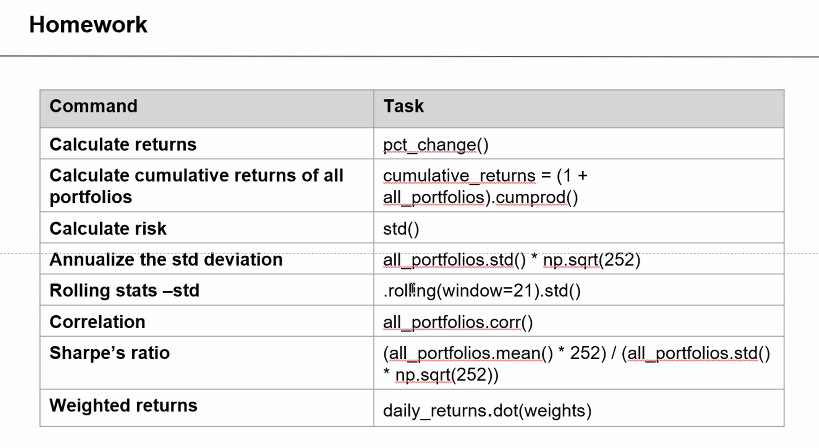 Homework
Command Task
Calculate returns pct_change()
Calculate cumulative returns of all cumulative_returns = (1 +
portfolios all_portfolios).cumprod()
Calculate risk std()
Annualize the std deviation all_portfolios.std() * np.sqrt(252)
Rolling stats –std .rolling(window=21).std()
Correlation all_portfolios.corr()
Sharpe’s ratio (all_portfolios.mean() * 252) / (all_portfolios.std()
* np.sqrt(252))
Weighted returns daily_returns.dot(weights)